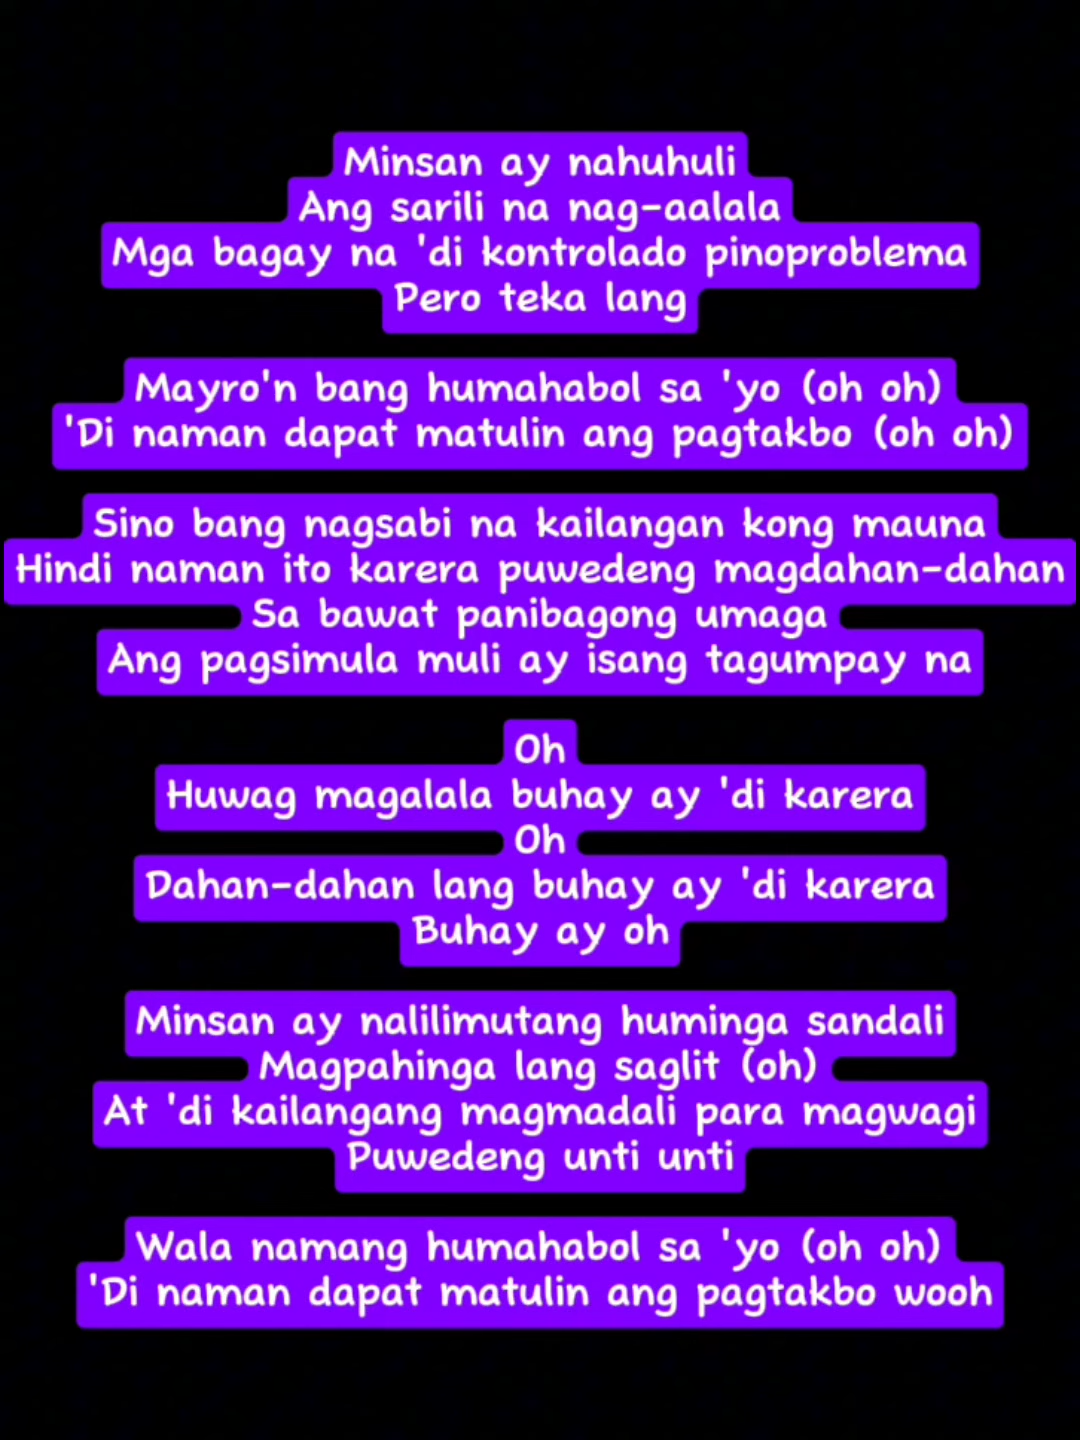 Minsan ay nahuhuli
Ang sarili na nag-aalala
Mga bagay na 'di kontrolado pinoproblema
Pero teka lang
Mayro'n bang humahabol sa 'yo (oh oh)
'Di naman dapat matulin ang pagtakbo (oh oh)
Sino bang nagsabi na kailangan kong mauna
Hindi naman ito karera puwedeng magdahan-dahan
Sa bawat panibagong umaga
Ang pagsimula muli ay isang tagumpay na
Oh
Huwag magalala buhay ay 'di karera
Oh
Dahan-dahan lang buhay ay 'di karera
Buhay ay oh
Minsan ay nalilimutang huminga sandali
Magpahinga lang saglit (oh)
At 'di kailangang magmadali para magwagi
Puwedeng unti unti
Wala namang humahabol sa 'yo (oh oh)
'Di naman dapat matulin ang pagtakbo wooh